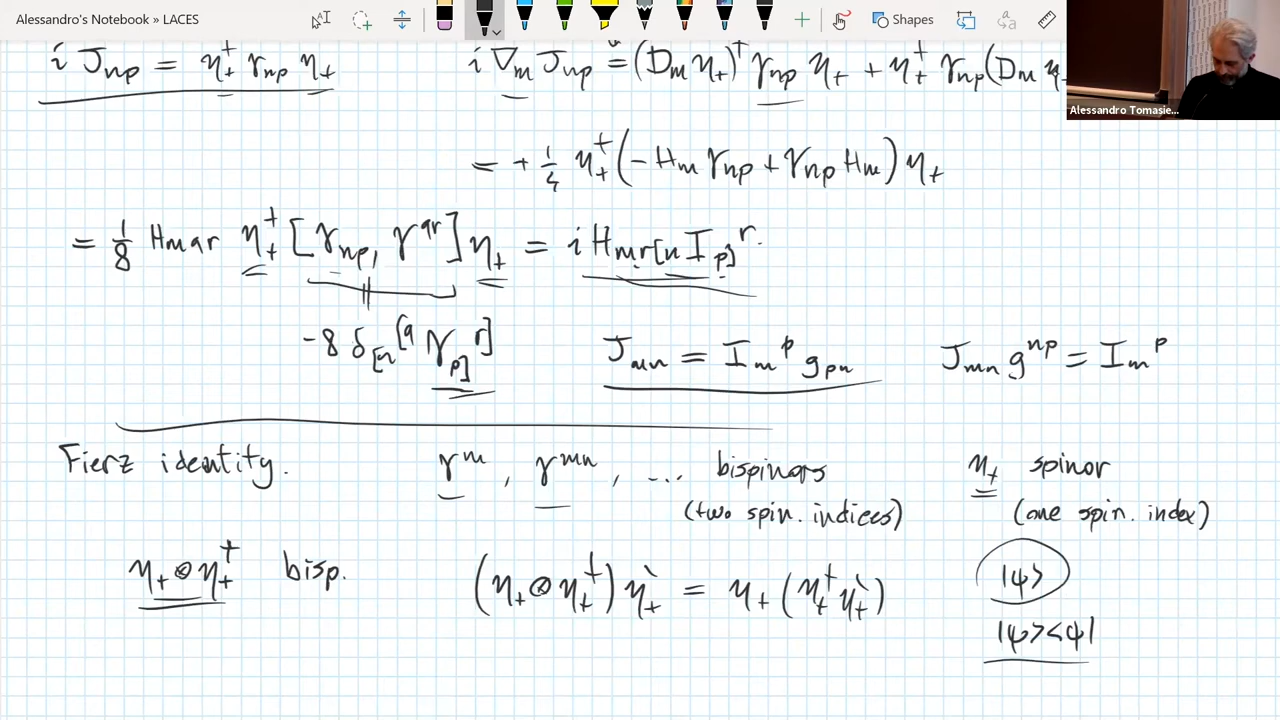 Alessandro's Notebook » LACES
Shapes
Alessandro Tomasie...
i J_{np} = η₊† γ_{np} η₊
i ∇_m J_{np} = (D_m η₊)† γ_{np} η₊ + η₊† γ_{np} (D_m η
= + 1/4 η₊† (- H_m γ_{np} + γ_{np} H_m) η₊
= 1/8 H_{mqr} η₊† [γ_{np}, γ^{qr}] η₊ = i H_{mr[n} I_{p]}^r.
-8 δ_{[n}^{[q} γ_{p]}^{r]}
J_{mn} = I_m^p g_{pn}
J_{mn} g^{np} = I_m^p
Fierz identity.
γ^m, γ^{mn}, ... bispinors
(two spin. indices)
η₊ spinor
(one spin. index)
η₊ ⊗ η₊† bisp.
(η₊ ⊗ η₊†) ὴ₊ = η₊ (η₊† ὴ₊)
|ψ>
|ψ><ψ|